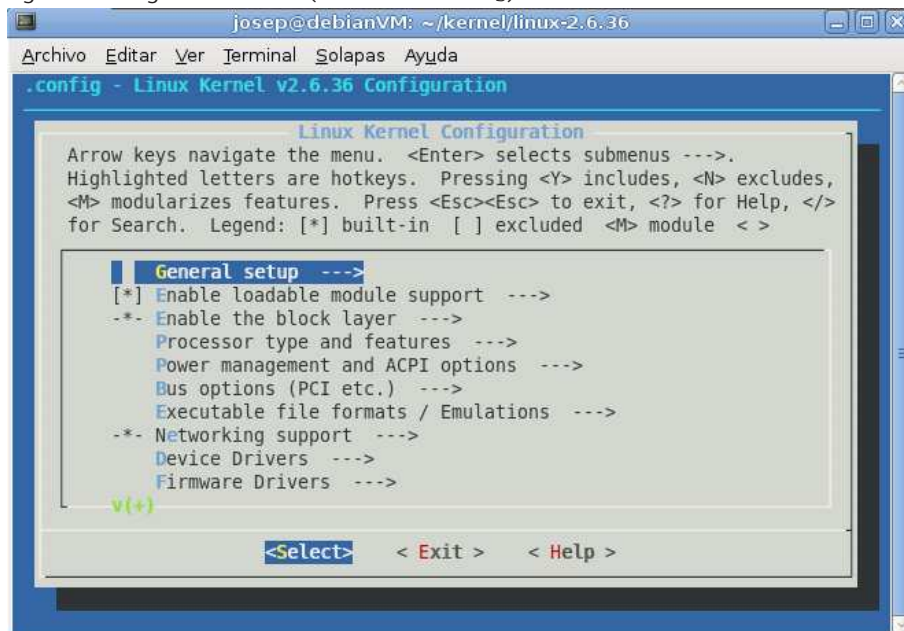 josep@debianVM: ~/kernel/linux-2.6.36
Archivo Editar Ver Terminal Solapas Ayuda
.config - Linux Kernel v2.6.36 Configuration
Linux Kernel Configuration
Arrow keys navigate the menu. <Enter> selects submenus --->.
Highlighted letters are hotkeys. Pressing <Y> includes, <N> excludes,
<M> modularizes features. Press <Esc><Esc> to exit, <?> for Help, </>
for Search. Legend: [*] built-in [ ] excluded <M> module < >
General setup --->
[*] Enable loadable module support --->
-*- Enable the block layer --->
Processor type and features --->
Power management and ACPI options --->
Bus options (PCI etc.) --->
Executable file formats / Emulations --->
-*- Networking support --->
Device Drivers --->
Firmware Drivers --->
v(+)
<Select> < Exit > < Help >